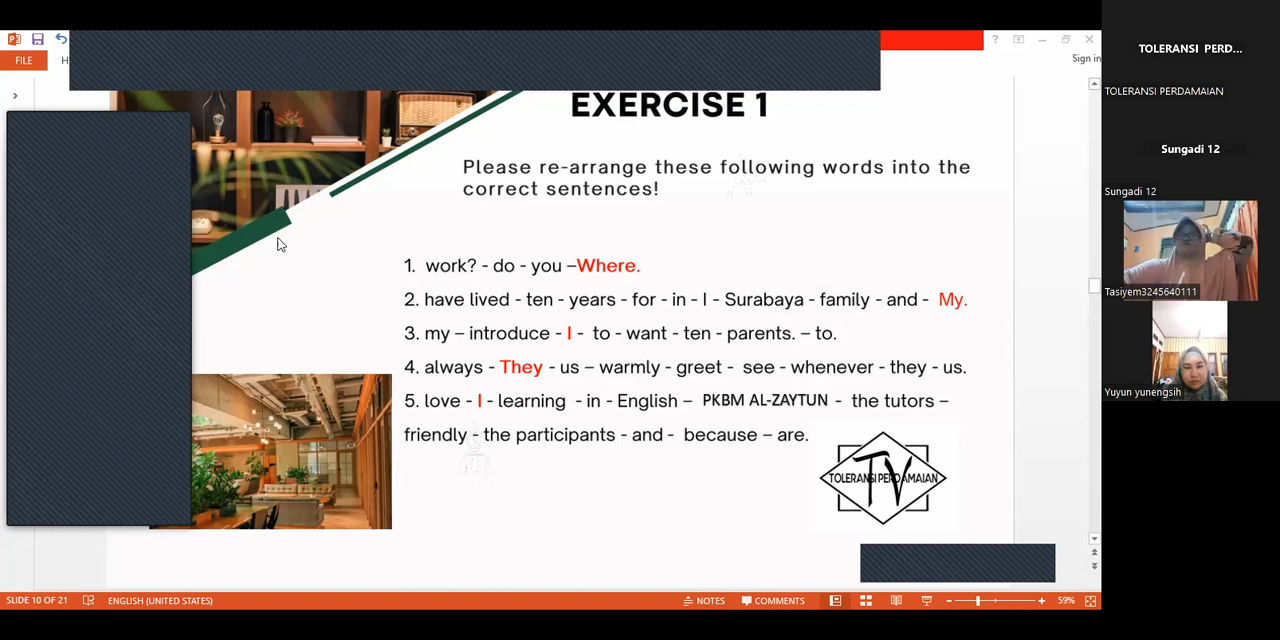 FILE
H
Sign in
EXERCISE 1
Please re-arrange these following words into the
correct sentences!
1. work? - do - you –Where.
2. have lived - ten - years - for - in - I - Surabaya - family - and - My.
3. my – introduce - I - to - want - ten - parents. – to.
4. always - They - us – warmly - greet - see - whenever - they - us.
5. love - I - learning - in - English – PKBM AL-ZAYTUN - the tutors –
friendly - the participants - and - because – are.
TV
TOLERANSI PERDAMAIAN
SLIDE 10 OF 21
ENGLISH (UNITED STATES)
NOTES
COMMENTS
59%
TOLERANSI PERD...
TOLERANSI PERDAMAIAN
Sungadi 12
Sungadi 12
Tasiyem3245640111
Yuyun yunengsih